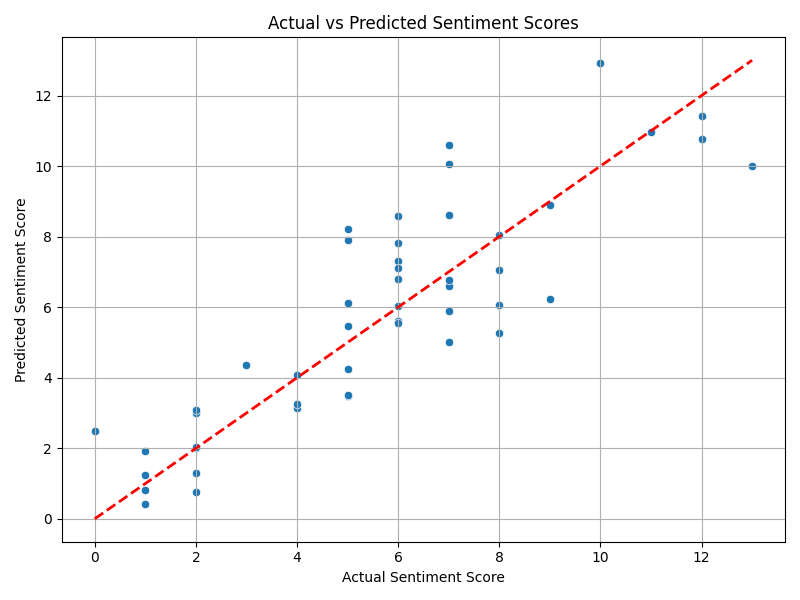 Actual vs Predicted Sentiment Scores
Predicted Sentiment Score
12
10
8
6
4
2
0
0 2 4 6 8 10 12
Actual Sentiment Score